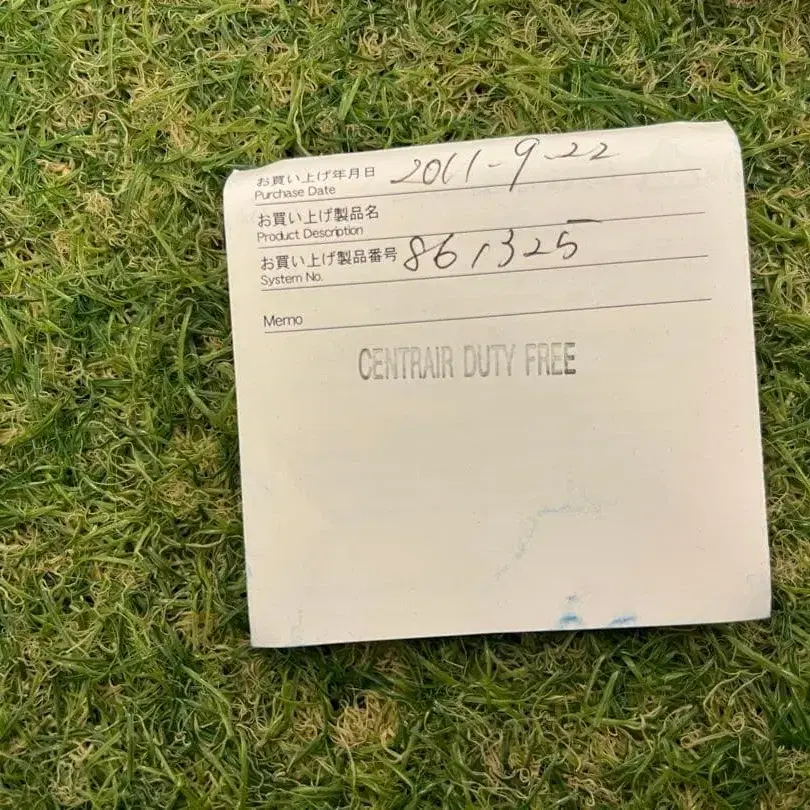 お買い上げ年月日 2011-9-22
Purchase Date
お買い上げ製品名
Product Description
お買い上げ製品番号 861325
System No.
Memo
CENTRAIR DUTY FREE